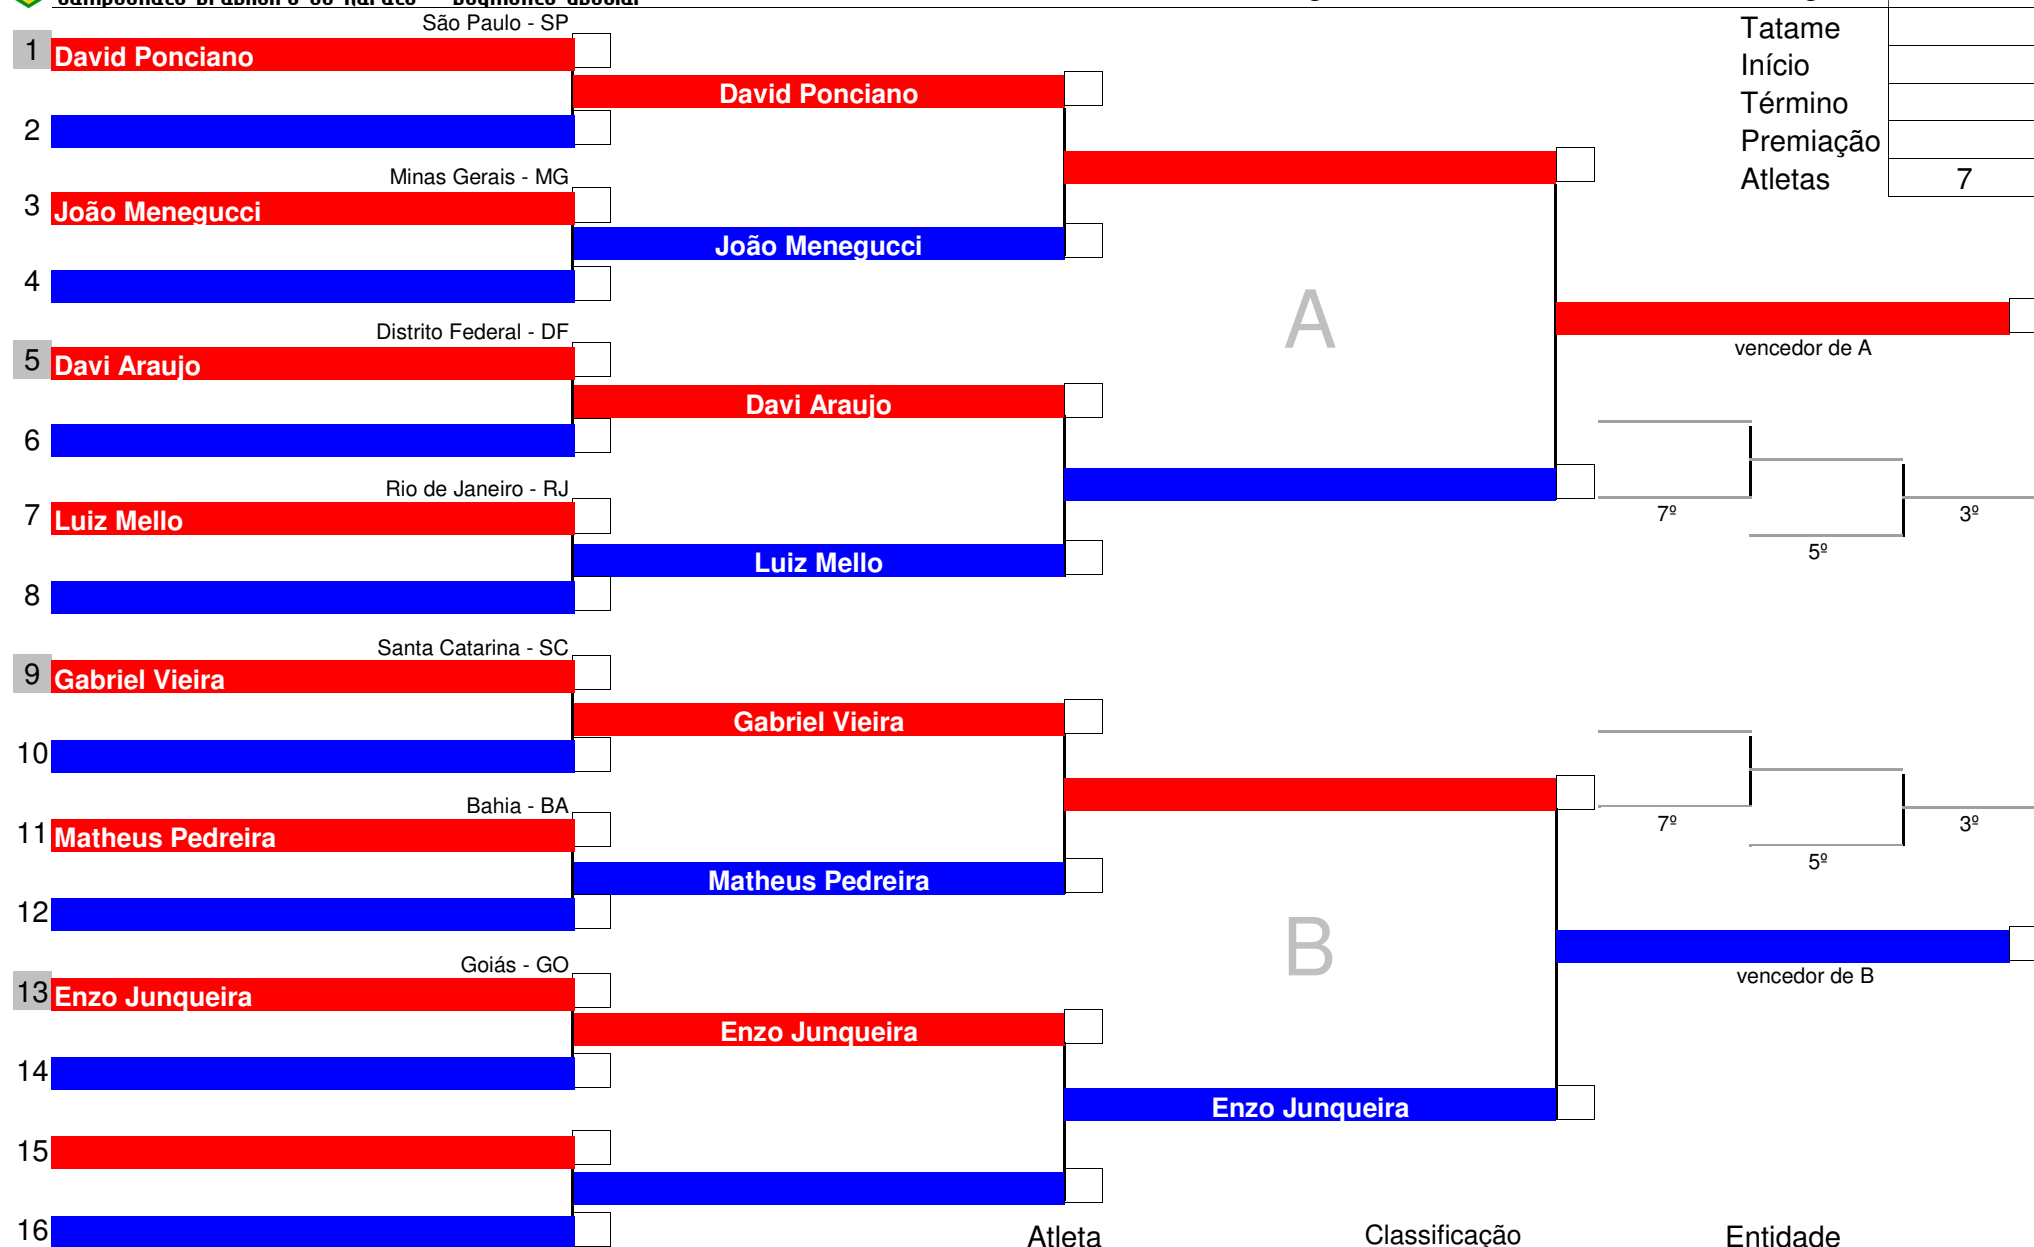 São Paulo - SP
1 David Ponciano
David Ponciano
2
Minas Gerais - MG
3 João Menegucci
João Menegucci
4
Distrito Federal - DF
5 Davi Araujo
Davi Araujo
6
Rio de Janeiro - RJ
7 Luiz Mello
Luiz Mello
8
Santa Catarina - SC
9 Gabriel Vieira
Gabriel Vieira
10
Bahia - BA
11 Matheus Pedreira
Matheus Pedreira
12
Goiás - GO
13 Enzo Junqueira
Enzo Junqueira
14
15
16
A
B
Enzo Junqueira
Tatame
Início
Término
Premiação
Atletas 7
vencedor de A
7º
5º
3º
7º
5º
3º
vencedor de B
Atleta Classificação Entidade